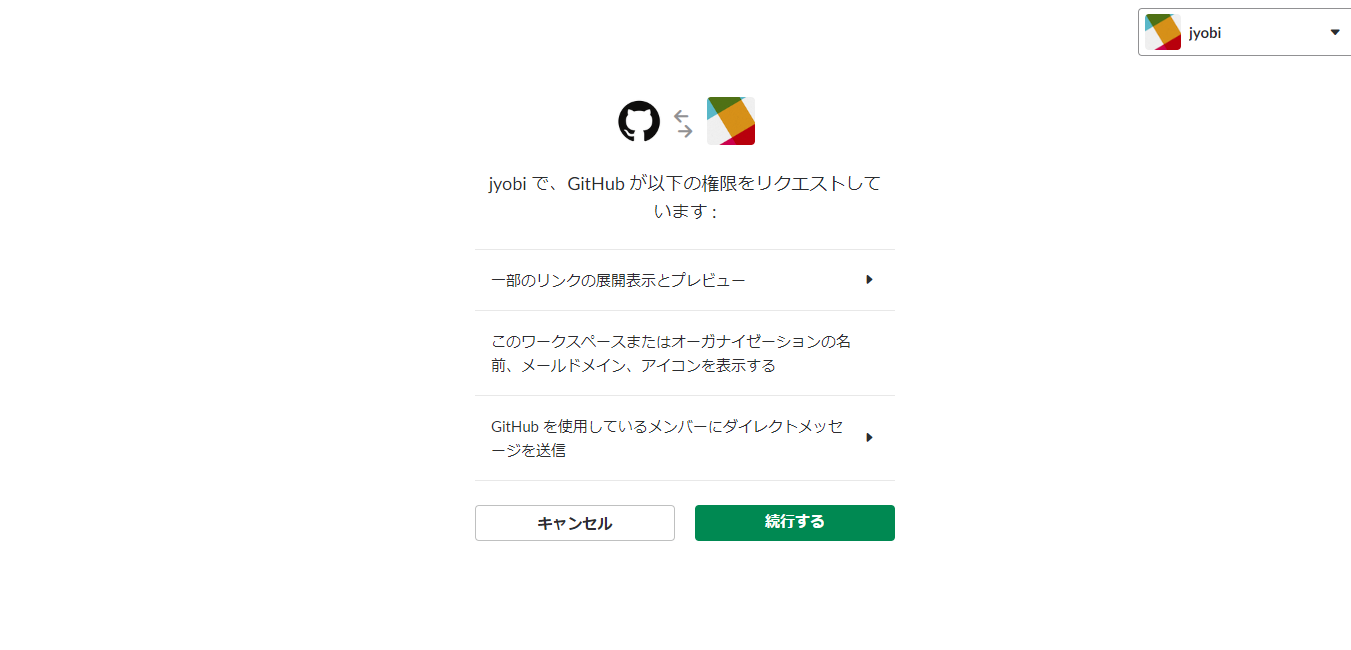 jyobi
jyobi で、GitHub が以下の権限をリクエストして
います :
一部のリンクの展開表示とプレビュー
このワークスペースまたはオーガナイゼーションの名
前、メールドメイン、アイコンを表示する
GitHub を使用しているメンバーにダイレクトメッセ
ージを送信
キャンセル
続行する